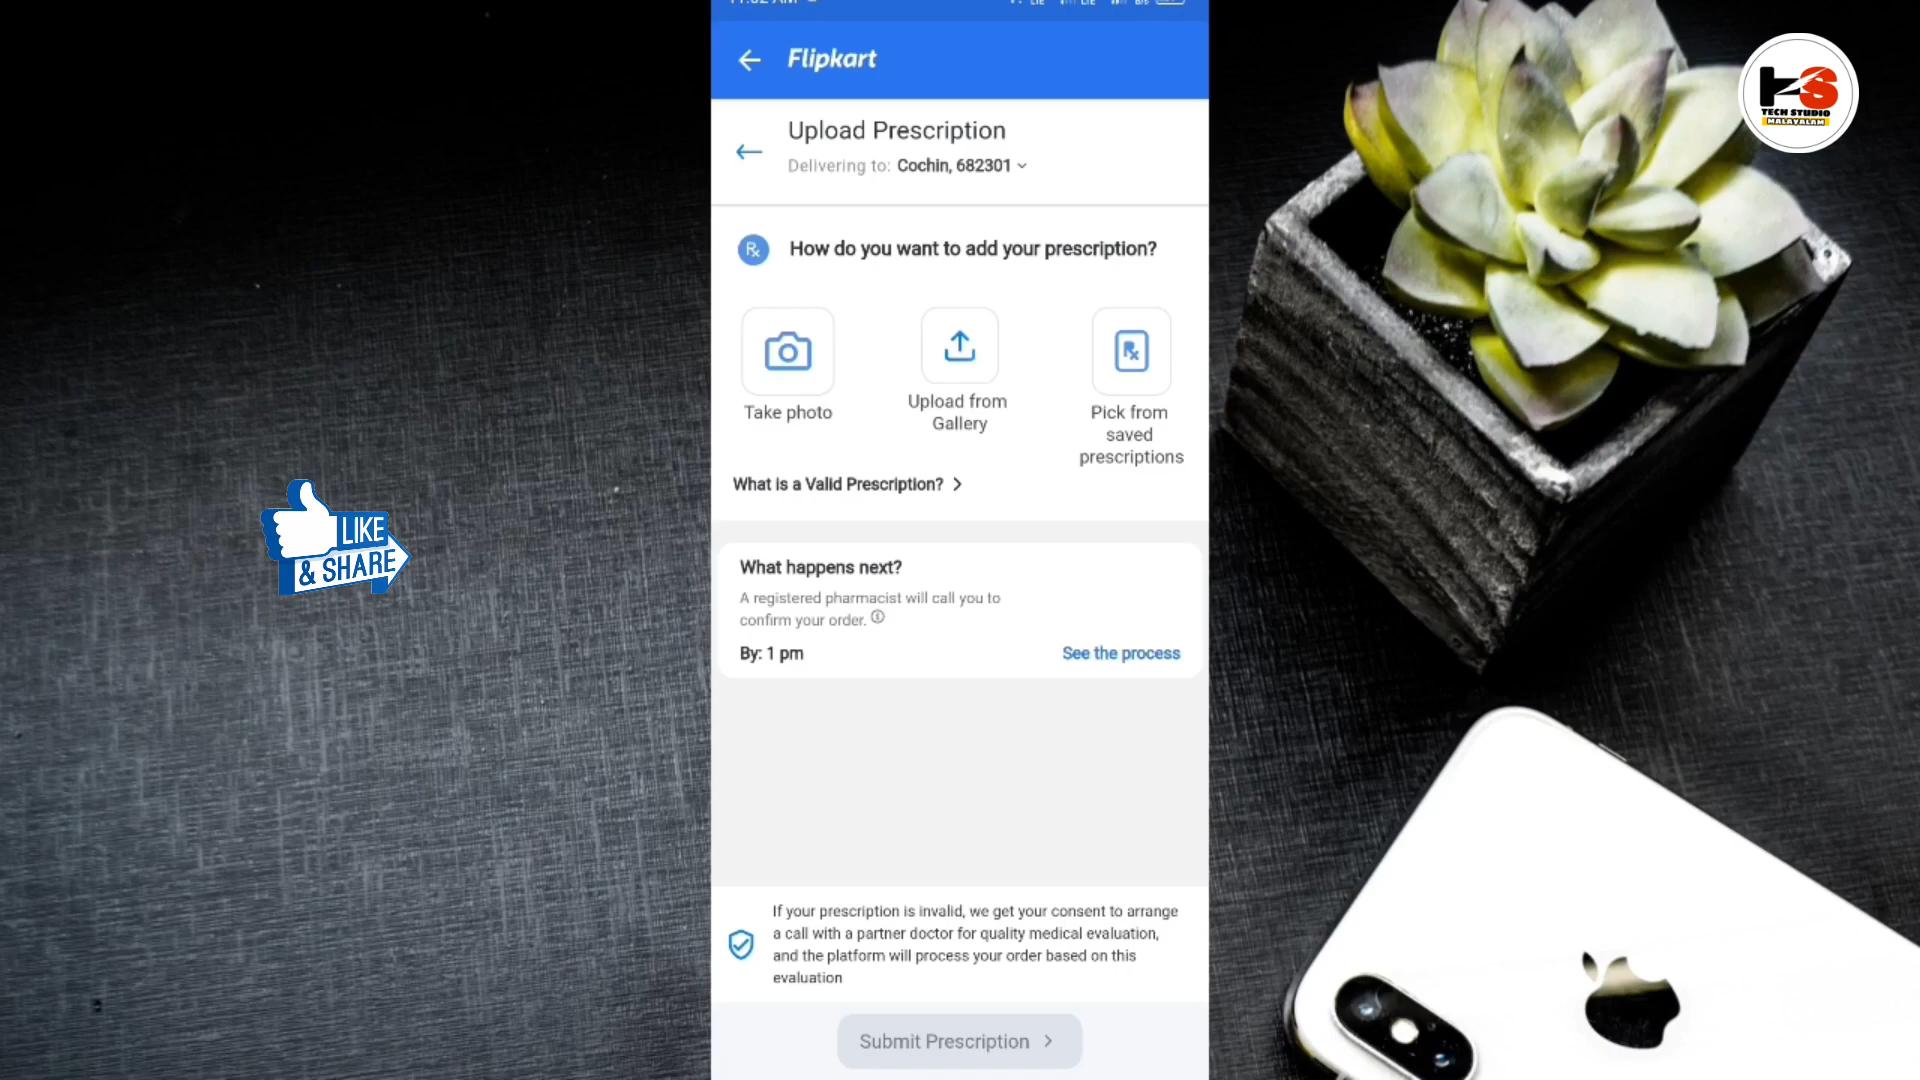 Flipkart
Upload Prescription
Delivering to: Cochin, 682301
Rx
How do you want to add your prescription?
Take photo
Upload from
Gallery
Rx
Pick from
saved
prescriptions
What is a Valid Prescription?
What happens next?
A registered pharmacist will call you to
confirm your order.
By: 1 pm
See the process
If your prescription is invalid, we get your consent to arrange
a call with a partner doctor for quality medical evaluation,
and the platform will process your order based on this
evaluation
Submit Prescription
LIKE
& SHARE
TECH STUDIO
MALAYALAM